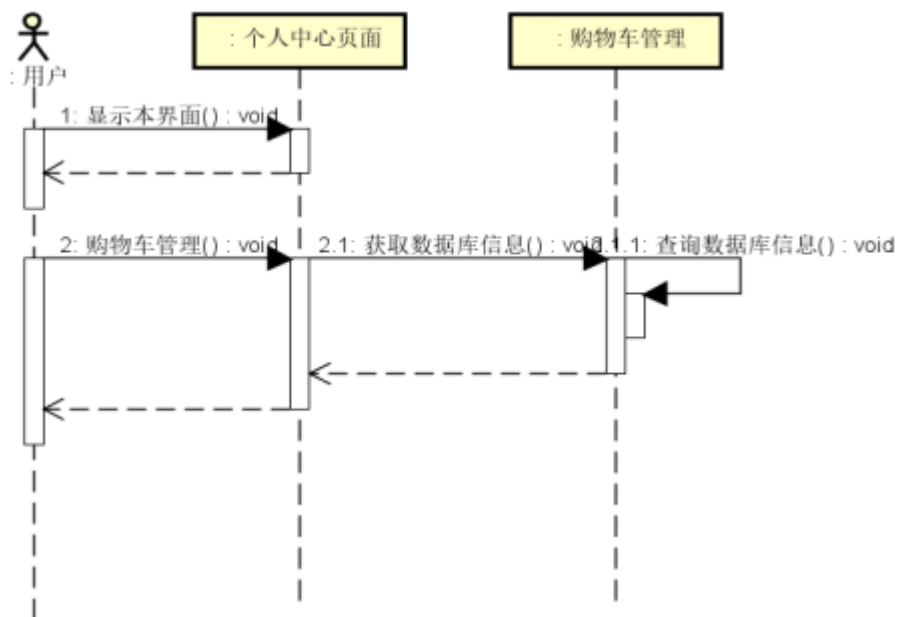 : 个人中心页面
: 购物车管理
: 用户
1: 显示本界面() : void
2: 购物车管理() : void
2.1: 获取数据库信息() : void
.1.1: 查询数据库信息() : void